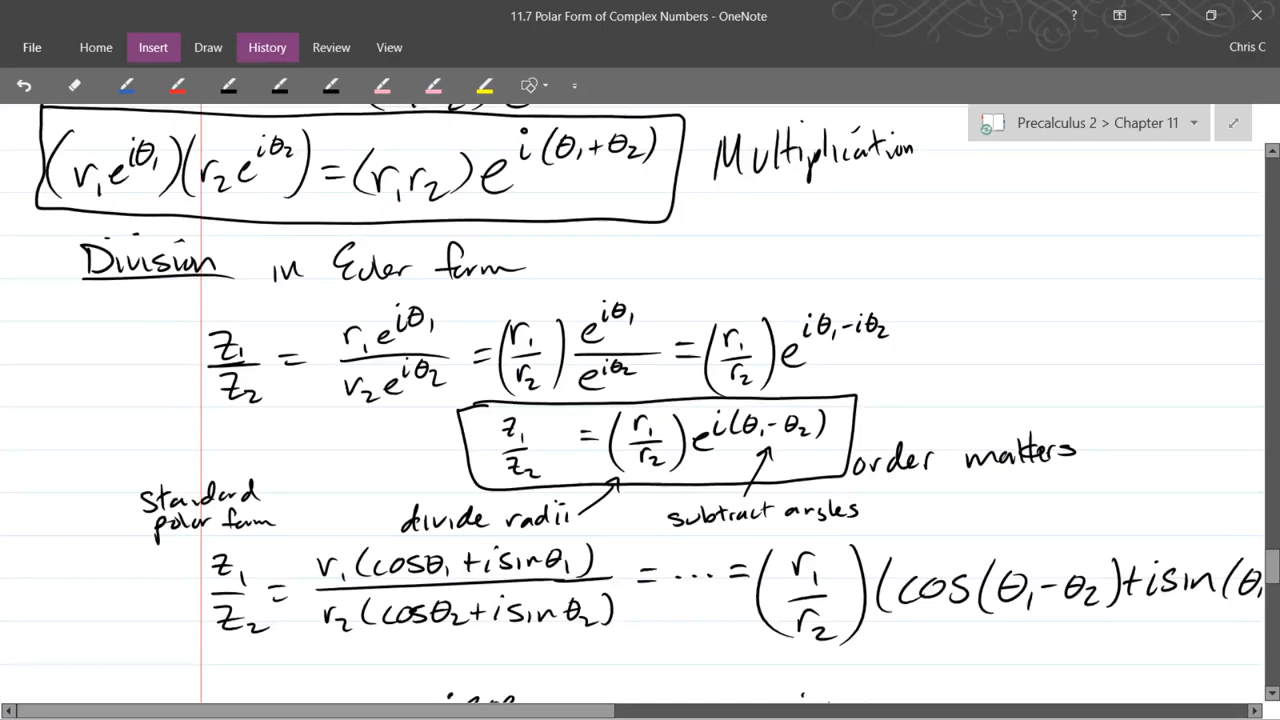 11.7 Polar Form of Complex Numbers - OneNote
?
File Home Insert Draw History Review View Chris C
Precalculus 2 > Chapter 11
(r₁e^{iθ₁})(r₂e^{iθ₂}) = (r₁r₂)e^{i(θ₁+θ₂)} Multiplication
Division in Euler form
z₁/z₂ = r₁e^{iθ₁}/r₂e^{iθ₂} = (r₁/r₂) e^{iθ₁}/e^{iθ₂} = (r₁/r₂) e^{iθ₁-iθ₂}
z₁/z₂ = (r₁/r₂) e^{i(θ₁-θ₂)} order matters
standard polar form
divide radii subtract angles
z₁/z₂ = r₁(cosθ₁+isinθ₁)/r₂(cosθ₂+isinθ₂) = ... = (r₁/r₂)(cos(θ₁-θ₂)+isin(θ₁